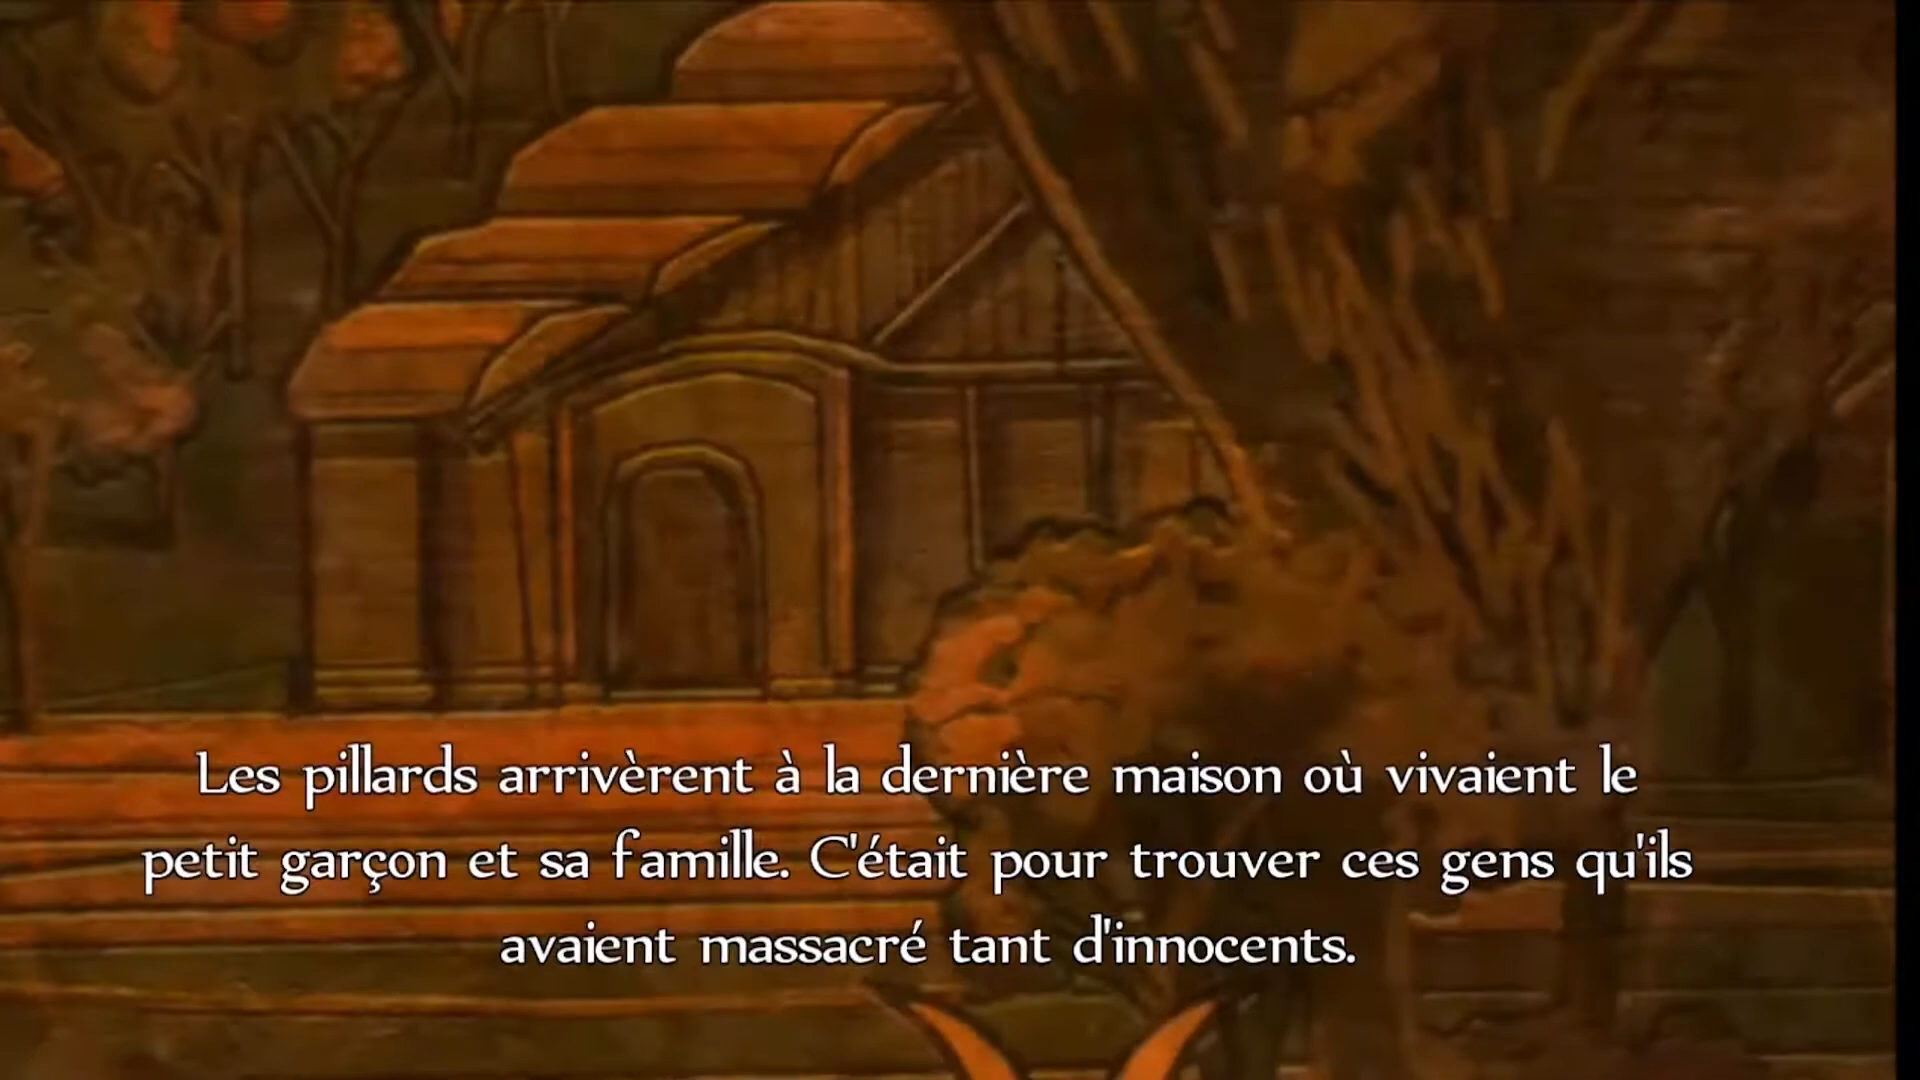 Les pillards arrivèrent à la dernière maison où vivaient le
petit garçon et sa famille. C'était pour trouver ces gens qu'ils
avaient massacré tant d'innocents.